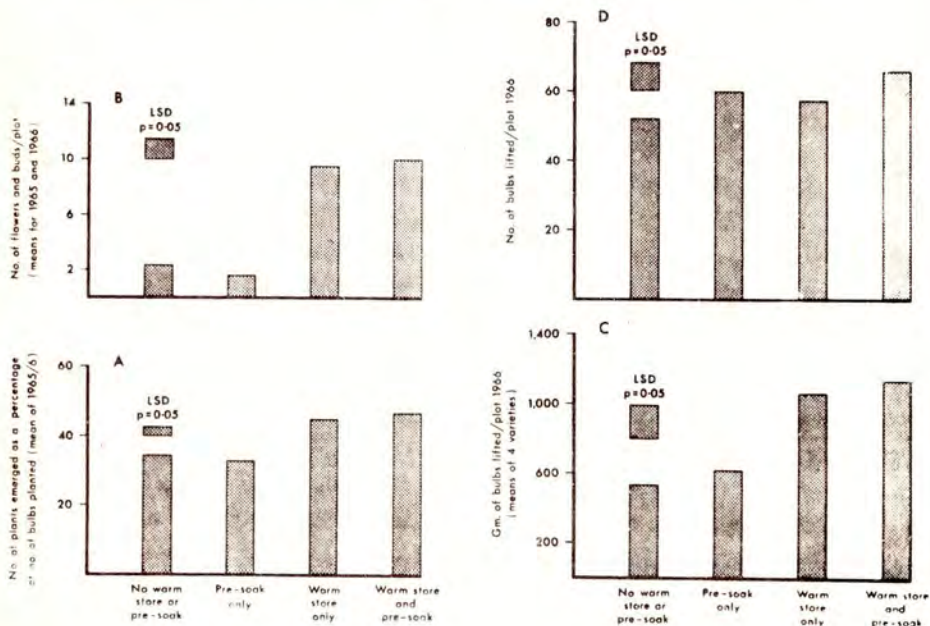 B
No. of flowers and buds/plot
(means for 1965 and 1966)
14
10
6
2
LSD
p=0·05
A
No. of plants emerged as a percentage
of no. of bulbs planted (mean of 1965/6)
60
40
20
LSD
p=0·05
No warm
store or
pre-soak
Pre-soak
only
Warm
store
only
Warm store
and
pre-soak
D
No. of bulbs lifted/plot 1966
80
60
40
20
LSD
p=0·05
C
Gm. of bulbs lifted/plot 1966
(means of 4 varieties)
1,400
1,000
600
200
LSD
p=0·05
No warm
store or
pre-soak
Pre-soak
only
Warm
store
only
Warm store
and
pre-soak